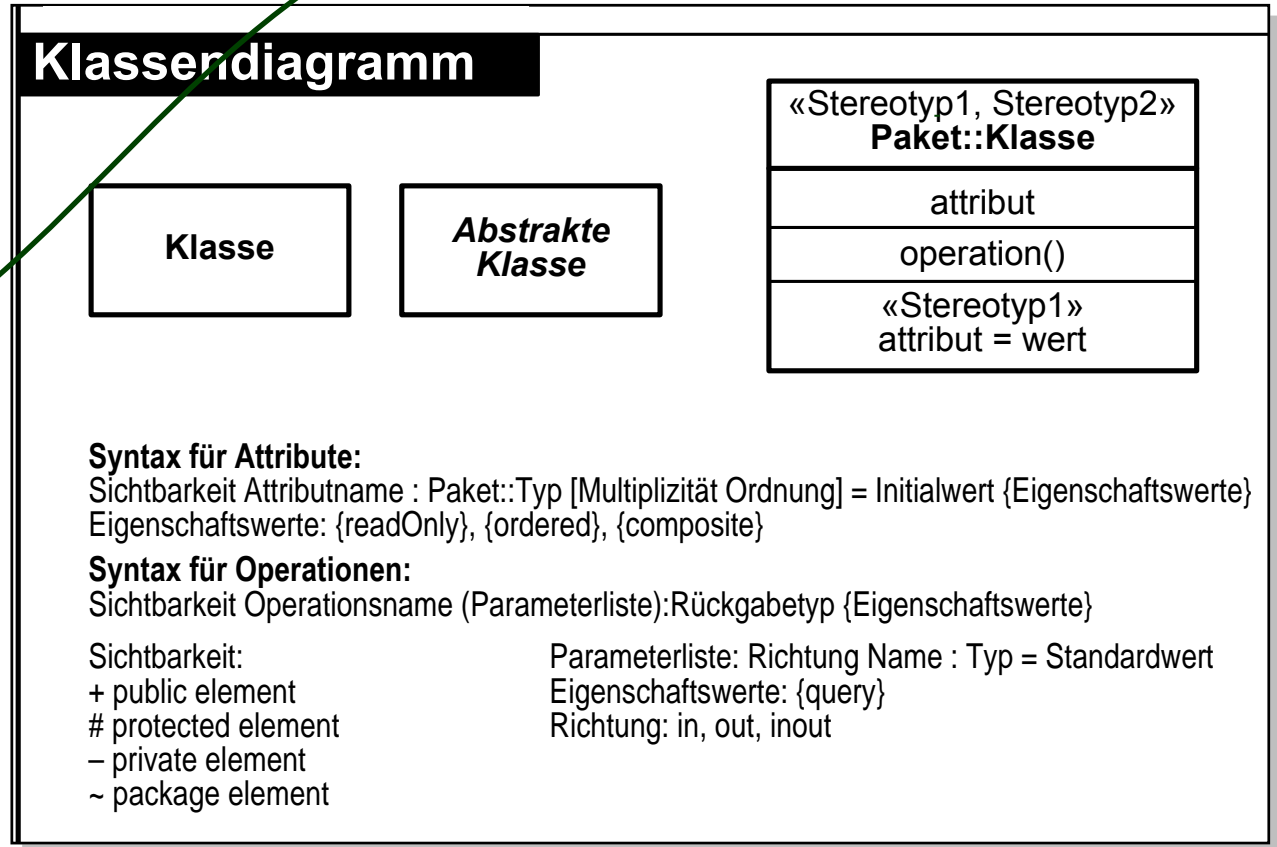 Klassendiagramm
«Stereotyp1, Stereotyp2»
Paket::Klasse
attribut
operation()
«Stereotyp1»
attribut = wert
Klasse
Abstrakte
Klasse
Syntax für Attribute:
Sichtbarkeit Attributname : Paket::Typ [Multiplizität Ordnung] = Initialwert {Eigenschaftswerte}
Eigenschaftswerte: {readOnly}, {ordered}, {composite}
Syntax für Operationen:
Sichtbarkeit Operationsname (Parameterliste):Rückgabetyp {Eigenschaftswerte}
Sichtbarkeit:
+ public element
# protected element
– private element
~ package element
Parameterliste: Richtung Name : Typ = Standardwert
Eigenschaftswerte: {query}
Richtung: in, out, inout